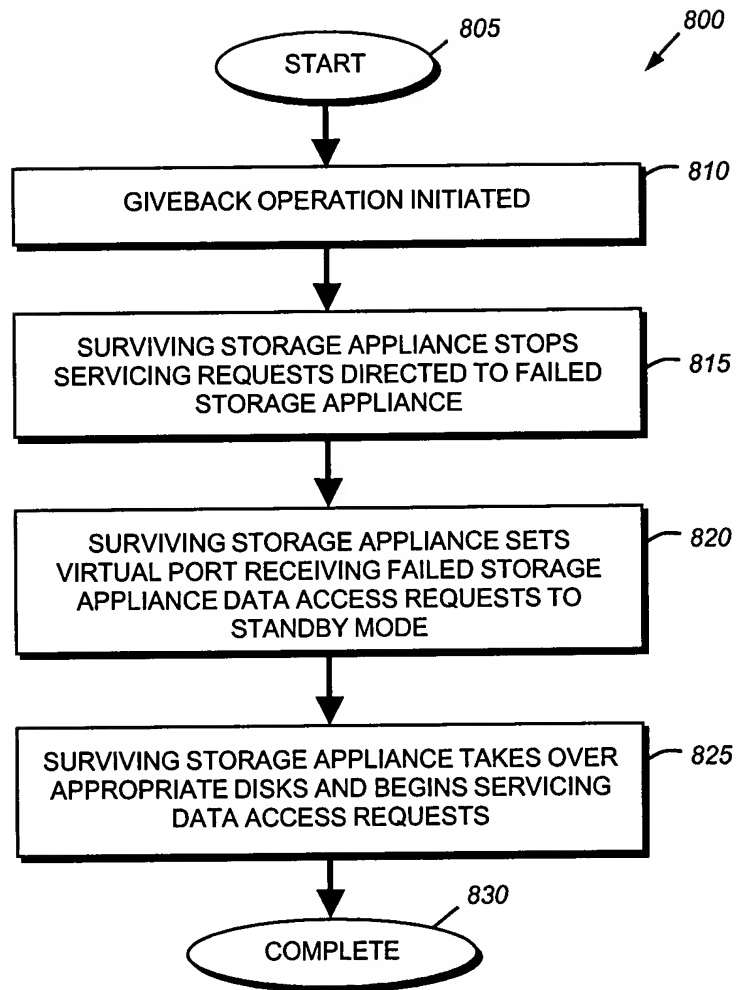 800
START
805
GIVEBACK OPERATION INITIATED
810
SURVIVING STORAGE APPLIANCE STOPS
SERVICING REQUESTS DIRECTED TO FAILED
STORAGE APPLIANCE
815
SURVIVING STORAGE APPLIANCE SETS
VIRTUAL PORT RECEIVING FAILED STORAGE
APPLIANCE DATA ACCESS REQUESTS TO
STANDBY MODE
820
SURVIVING STORAGE APPLIANCE TAKES OVER
APPROPRIATE DISKS AND BEGINS SERVICING
DATA ACCESS REQUESTS
825
COMPLETE
830